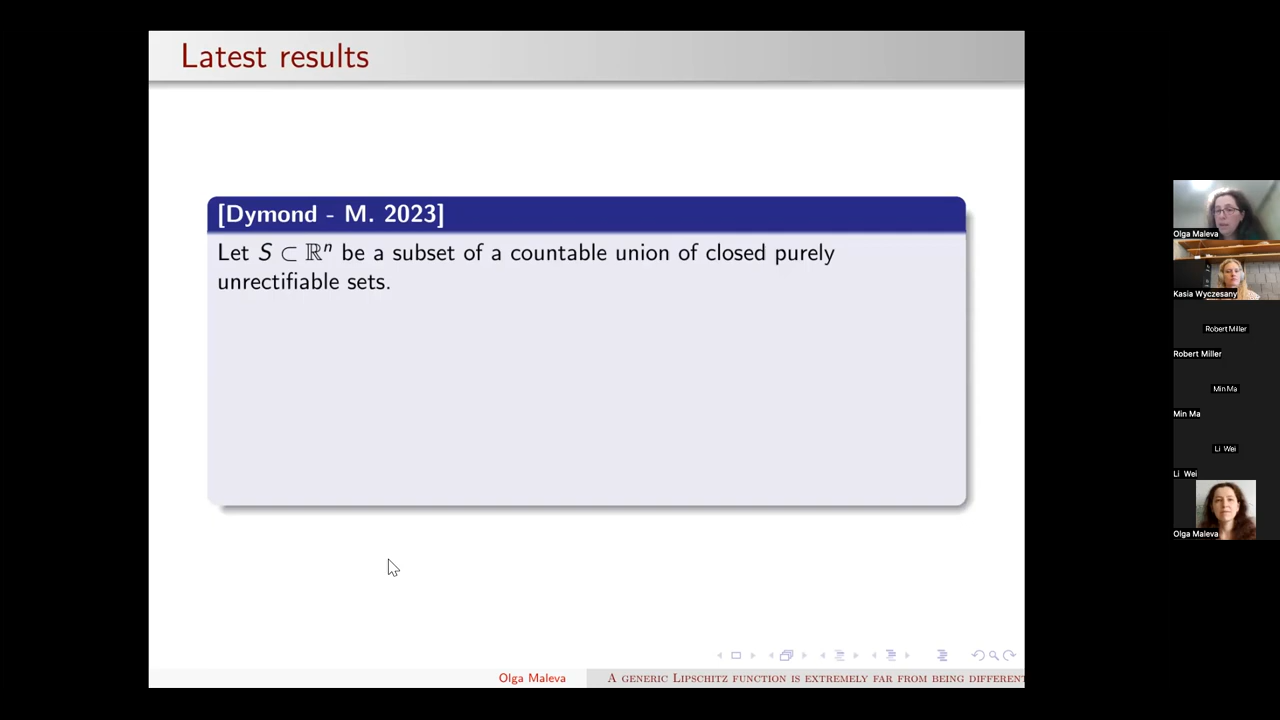 Latest results
[Dymond - M. 2023]
Let S ⊂ ℝⁿ be a subset of a countable union of closed purely
unrectifiable sets.
Olga Maleva
A GENERIC LIPSCHITZ FUNCTION IS EXTREMELY FAR FROM BEING DIFFERENT
Olga Maleva
Kasia Wyczesany
Robert Miller
Robert Miller
Min Ma
Min Ma
Li Wei
Li Wei
Olga Maleva